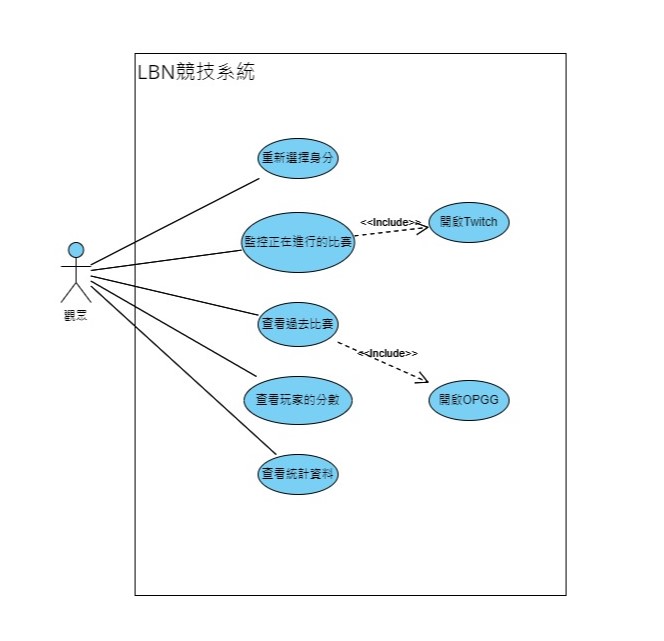 LBN競技系統
重新選擇身分
監控正在進行的比賽
<<Include>>
開啟Twitch
觀眾
查看過去比賽
<<Include>>
查看玩家的分數
開啟OPGG
查看統計資料